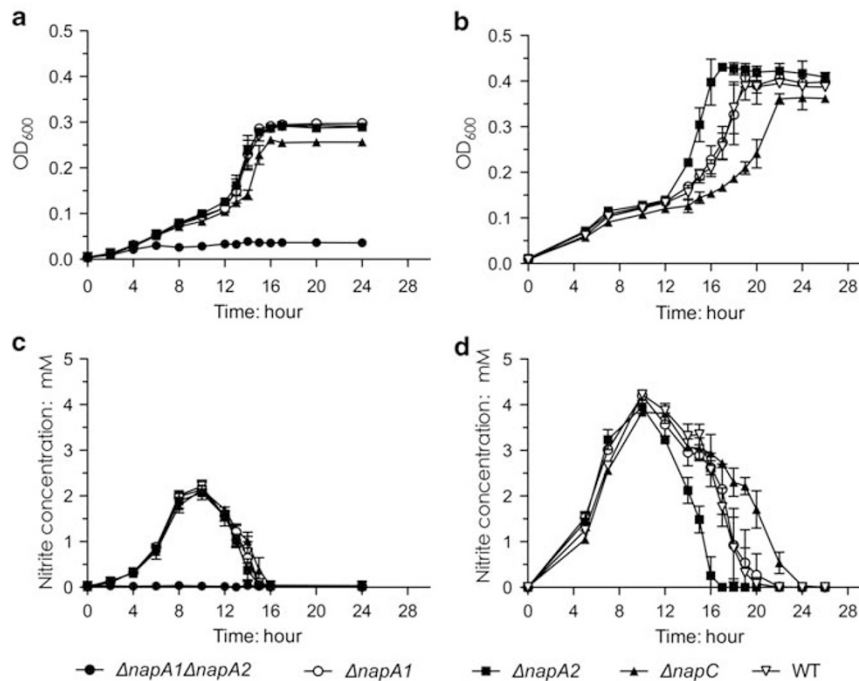 a
b
0.5
0.4
0.3
0.2
0.1
0.0
OD600
0 4 8 12 16 20 24 28
Time: hour
0.5
0.4
0.3
0.2
0.1
0.0
OD600
0 4 8 12 16 20 24 28
Time: hour
c
d
5
4
3
2
1
0
Nitrite concentration: mM
0 4 8 12 16 20 24 28
Time: hour
5
4
3
2
1
0
Nitrite concentration: mM
0 4 8 12 16 20 24 28
Time: hour
ΔnapA1ΔnapA2 ΔnapA1 ΔnapA2 ΔnapC WT